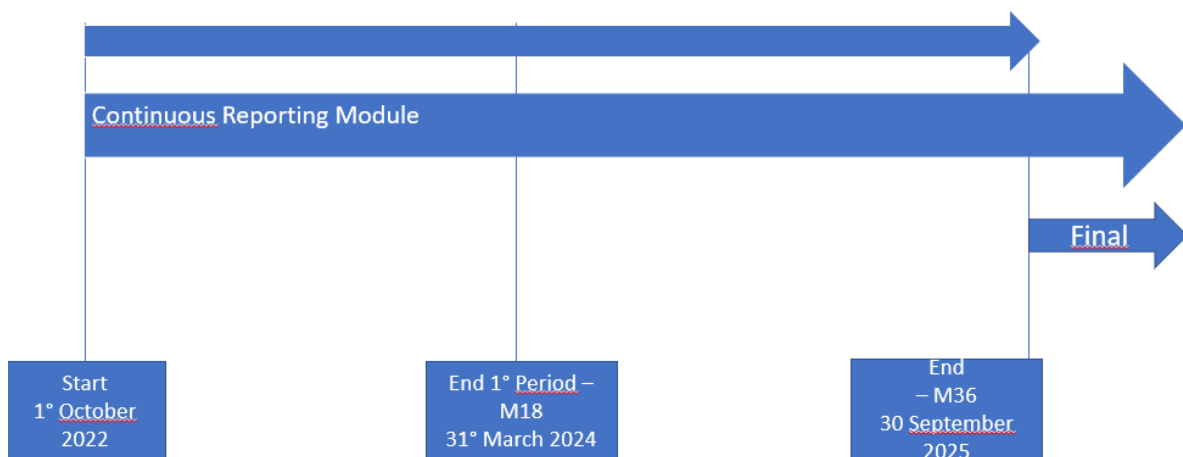 Continuous Reporting Module
Final
Start
1° October
2022
End 1° Period –
M18
31° March 2024
End
– M36
30 September
2025